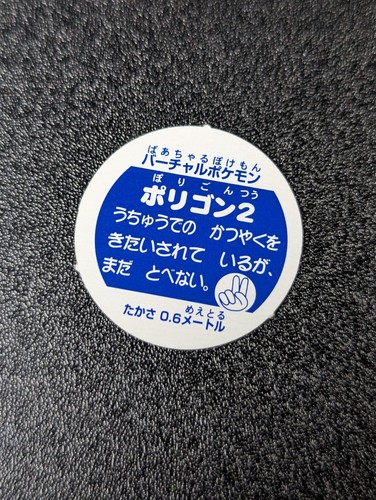 ばあちゃるぽけもん
バーチャルポケモン
ぽりごんつう
ポリゴン2
うちゅうでの かつやくを
きたいされて いるが、
まだ とべない。
めえとる
たかさ 0.6メートル